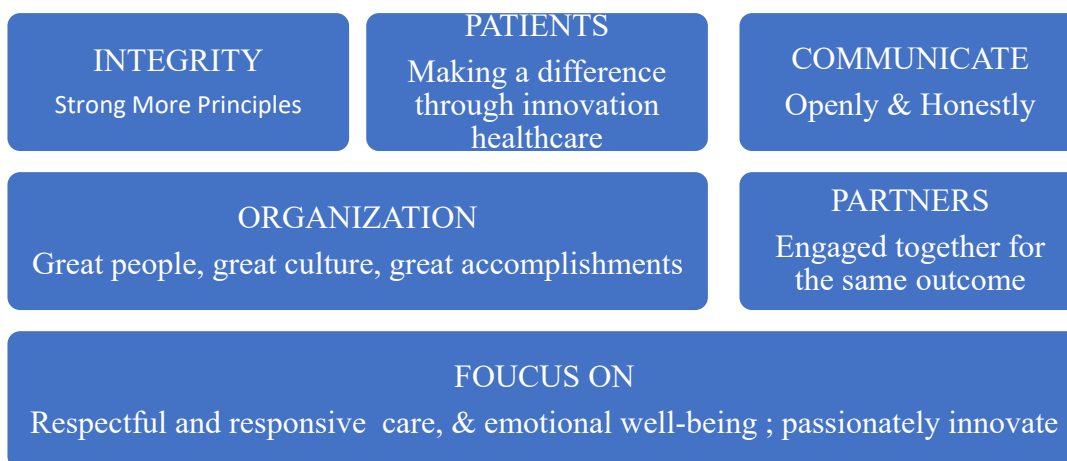 INTEGRITY
Strong More Principles
PATIENTS
Making a difference
through innovation
healthcare
COMMUNICATE
Openly & Honestly
ORGANIZATION
Great people, great culture, great accomplishments
PARTNERS
Engaged together for
the same outcome
FOUCUS ON
Respectful and responsive  care, & emotional well-being ; passionately innovate